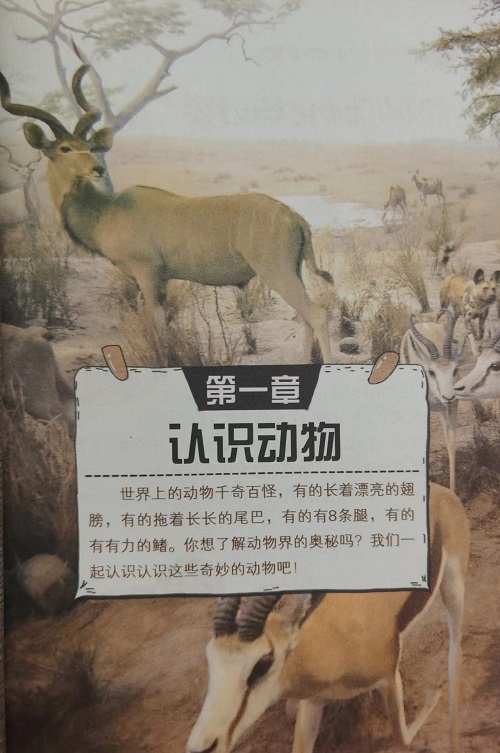 第一章
认识动物
世界上的动物千奇百怪，有的长着漂亮的翅
膀，有的拖着长长的尾巴，有的有8条腿，有的
有有力的鳍。你想了解动物界的奥秘吗？我们一
起认识认识这些奇妙的动物吧！